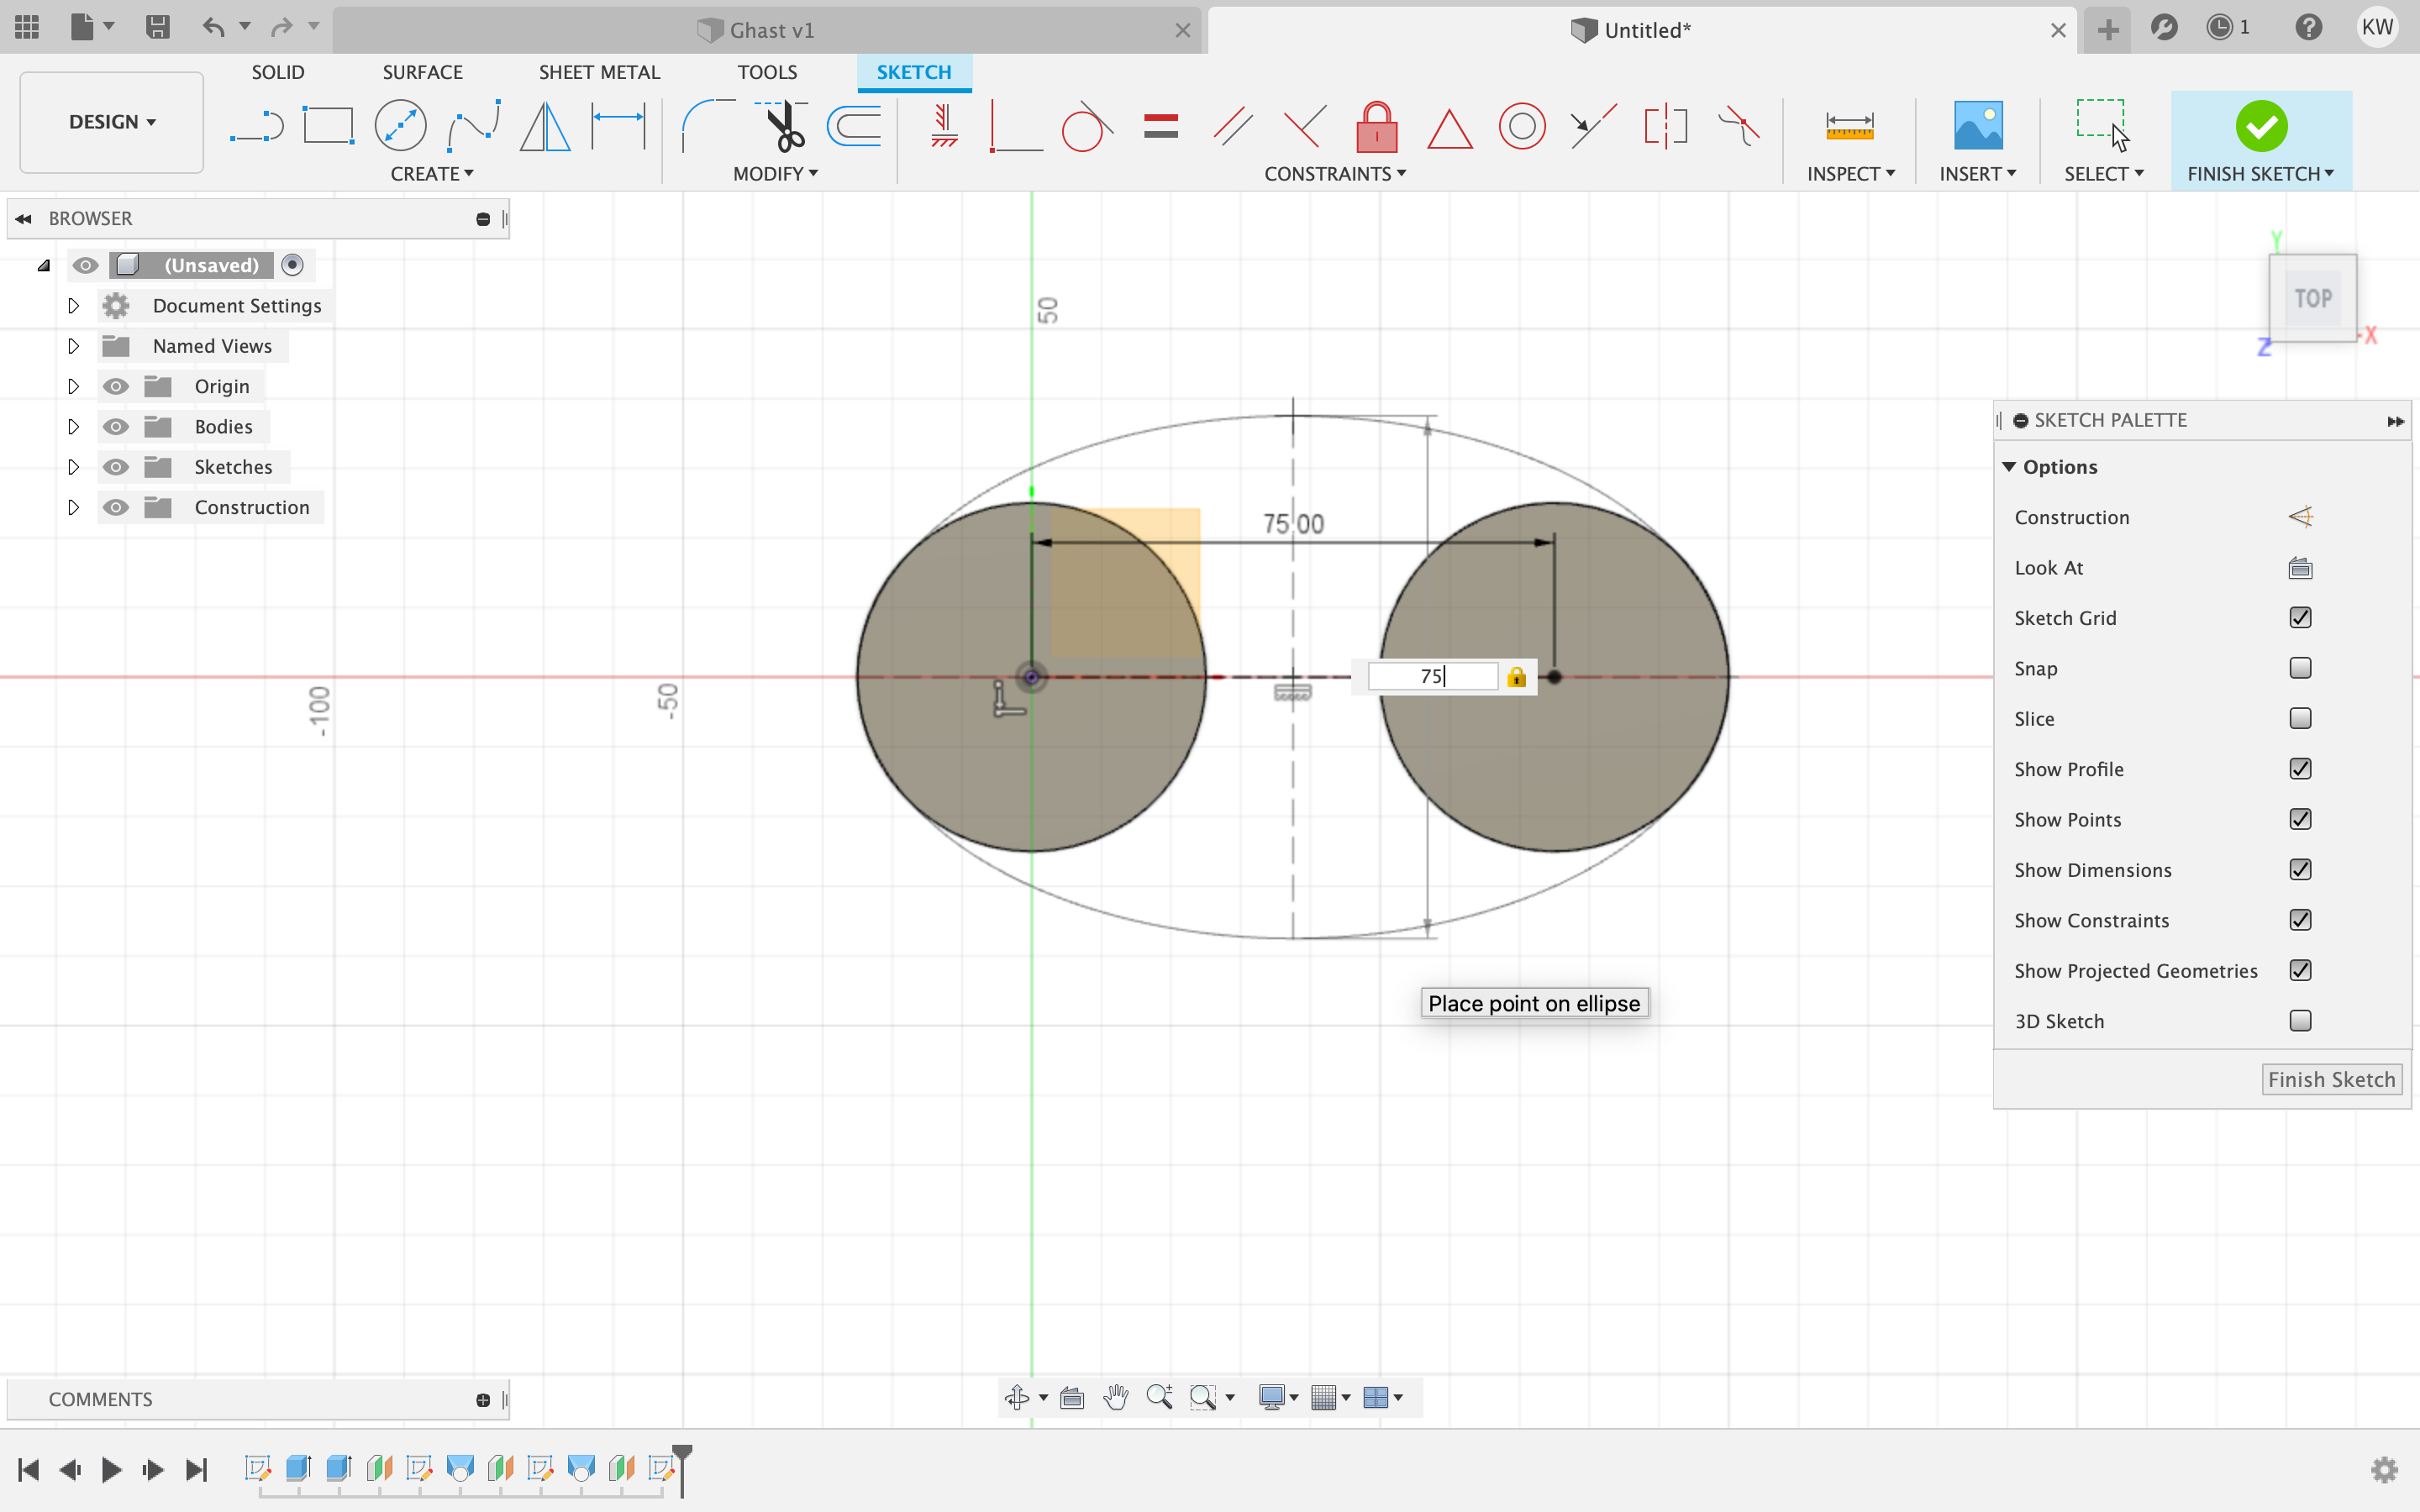 Ghast v1
Untitled*
1
KW
DESIGN
SOLID
SURFACE
SHEET METAL
TOOLS
SKETCH
CREATE
MODIFY
CONSTRAINTS
INSPECT
INSERT
SELECT
FINISH SKETCH
BROWSER
(Unsaved)
Document Settings
Named Views
Origin
Bodies
Sketches
Construction
50
-100
-50
75.00
75
Place point on ellipse
Y
TOP
X
Z
SKETCH PALETTE
Options
Construction
Look At
Sketch Grid
Snap
Slice
Show Profile
Show Points
Show Dimensions
Show Constraints
Show Projected Geometries
3D Sketch
Finish Sketch
COMMENTS